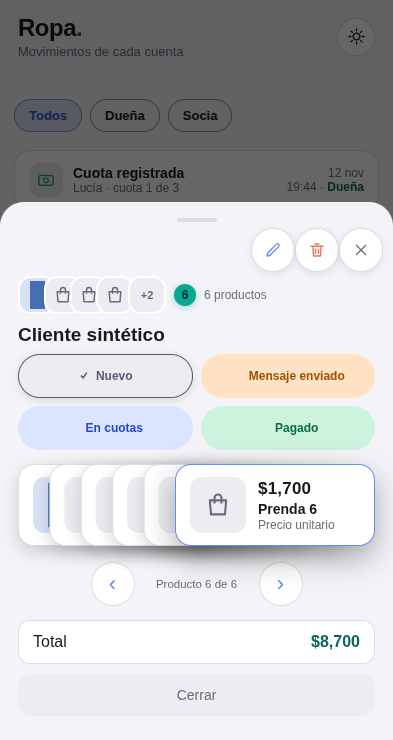 Ropa.
Movimientos de cada cuenta
Todos
Dueña
Socia
Cuota registrada
12 nov
Lucía · cuota 1 de 3
19:44 · Dueña
+2
6
6 productos
Cliente sintético
Nuevo
Mensaje enviado
En cuotas
Pagado
$1,700
Prenda 6
Precio unitario
Producto 6 de 6
Total
$8,700
Cerrar